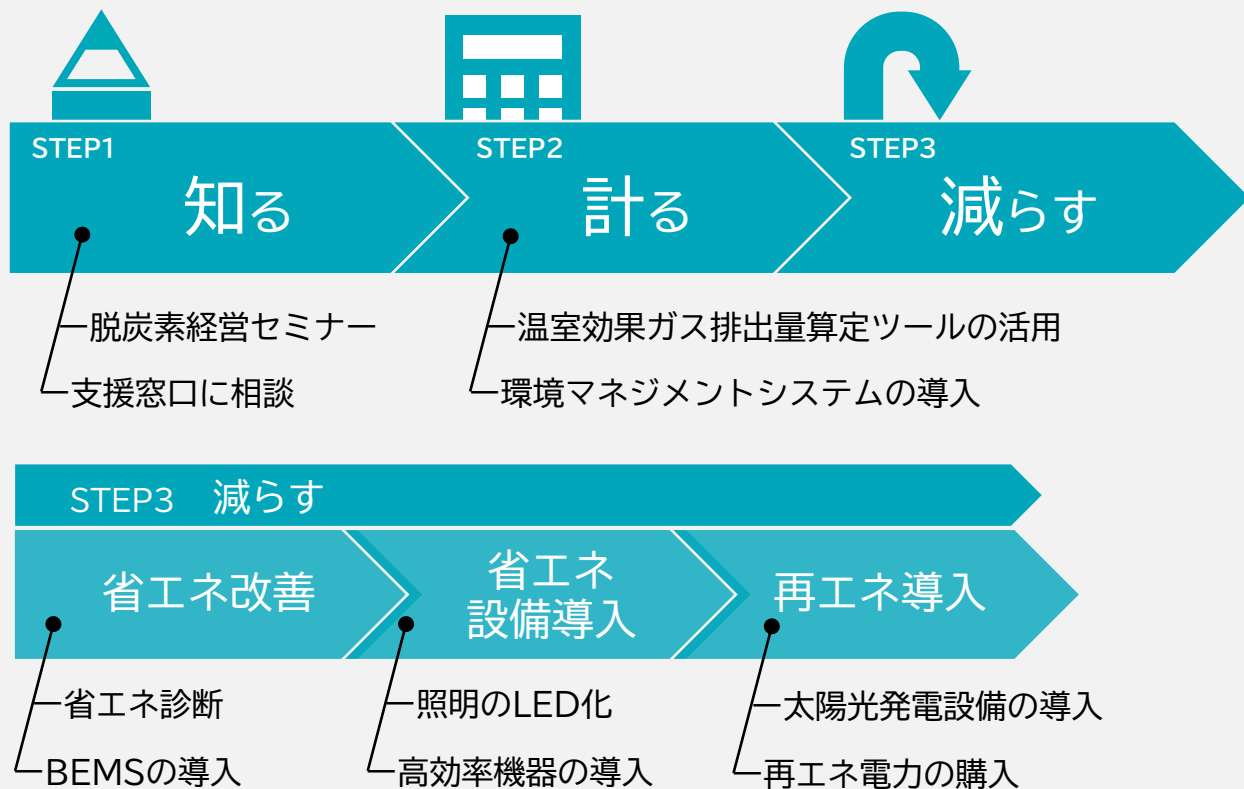 STEP1
知る
STEP2
計る
STEP3
減らす
脱炭素経営セミナー
支援窓口に相談
温室効果ガス排出量算定ツールの活用
環境マネジメントシステムの導入
STEP3 減らす
省エネ改善
省エネ
設備導入
再エネ導入
省エネ診断
BEMSの導入
照明のLED化
高効率機器の導入
太陽光発電設備の導入
再エネ電力の購入